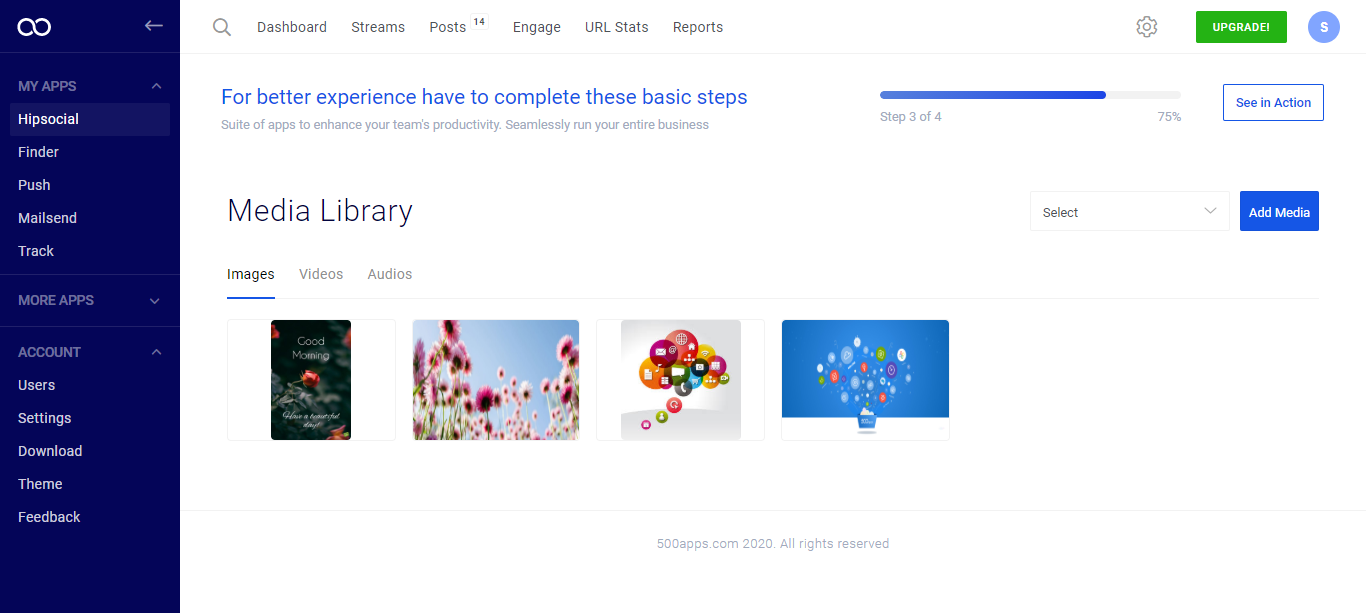 Dashboard
Streams
Posts 14
Engage
URL Stats
Reports
UPGRADE!
S
MY APPS
Hipsocial
Finder
Push
Mailsend
Track
MORE APPS
ACCOUNT
Users
Settings
Download
Theme
Feedback
For better experience have to complete these basic steps
Suite of apps to enhance your team's productivity. Seamlessly run your entire business
Step 3 of 4
75%
See in Action
Media Library
Select
Add Media
Images
Videos
Audios
Good
Morning
Have a beautiful
day!
500apps.com 2020. All rights reserved